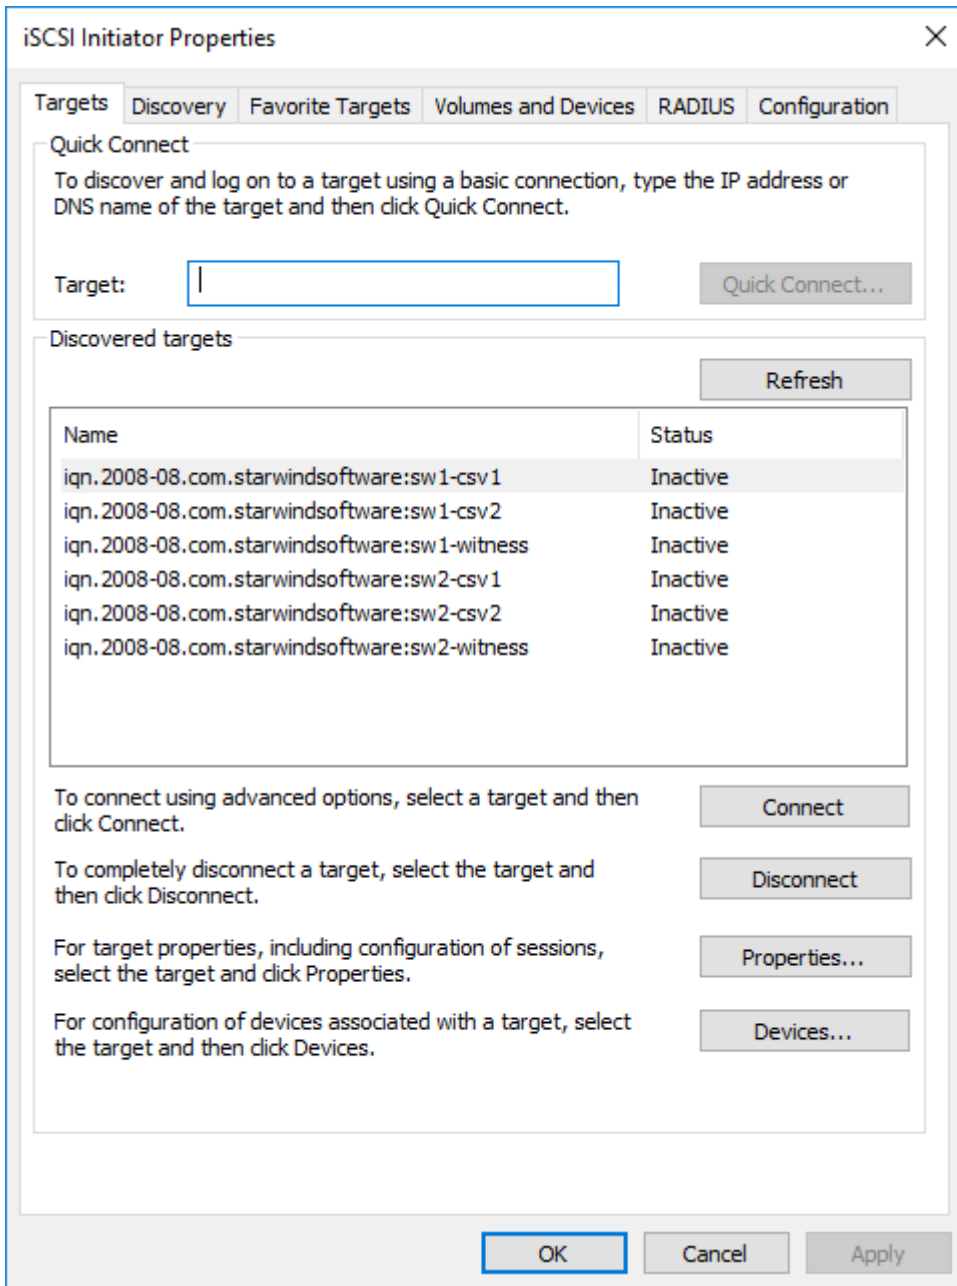 iSCSI Initiator Properties
Targets Discovery Favorite Targets Volumes and Devices RADIUS Configuration
Quick Connect
To discover and log on to a target using a basic connection, type the IP address or
DNS name of the target and then click Quick Connect.
Target: Quick Connect...
Discovered targets
Refresh
Name Status
iqn.2008-08.com.starwindsoftware:sw1-csv1 Inactive
iqn.2008-08.com.starwindsoftware:sw1-csv2 Inactive
iqn.2008-08.com.starwindsoftware:sw1-witness Inactive
iqn.2008-08.com.starwindsoftware:sw2-csv1 Inactive
iqn.2008-08.com.starwindsoftware:sw2-csv2 Inactive
iqn.2008-08.com.starwindsoftware:sw2-witness Inactive
To connect using advanced options, select a target and then
click Connect.
Connect
To completely disconnect a target, select the target and
then click Disconnect.
Disconnect
For target properties, including configuration of sessions,
select the target and click Properties.
Properties...
For configuration of devices associated with a target, select
the target and then click Devices.
Devices...
OK Cancel Apply